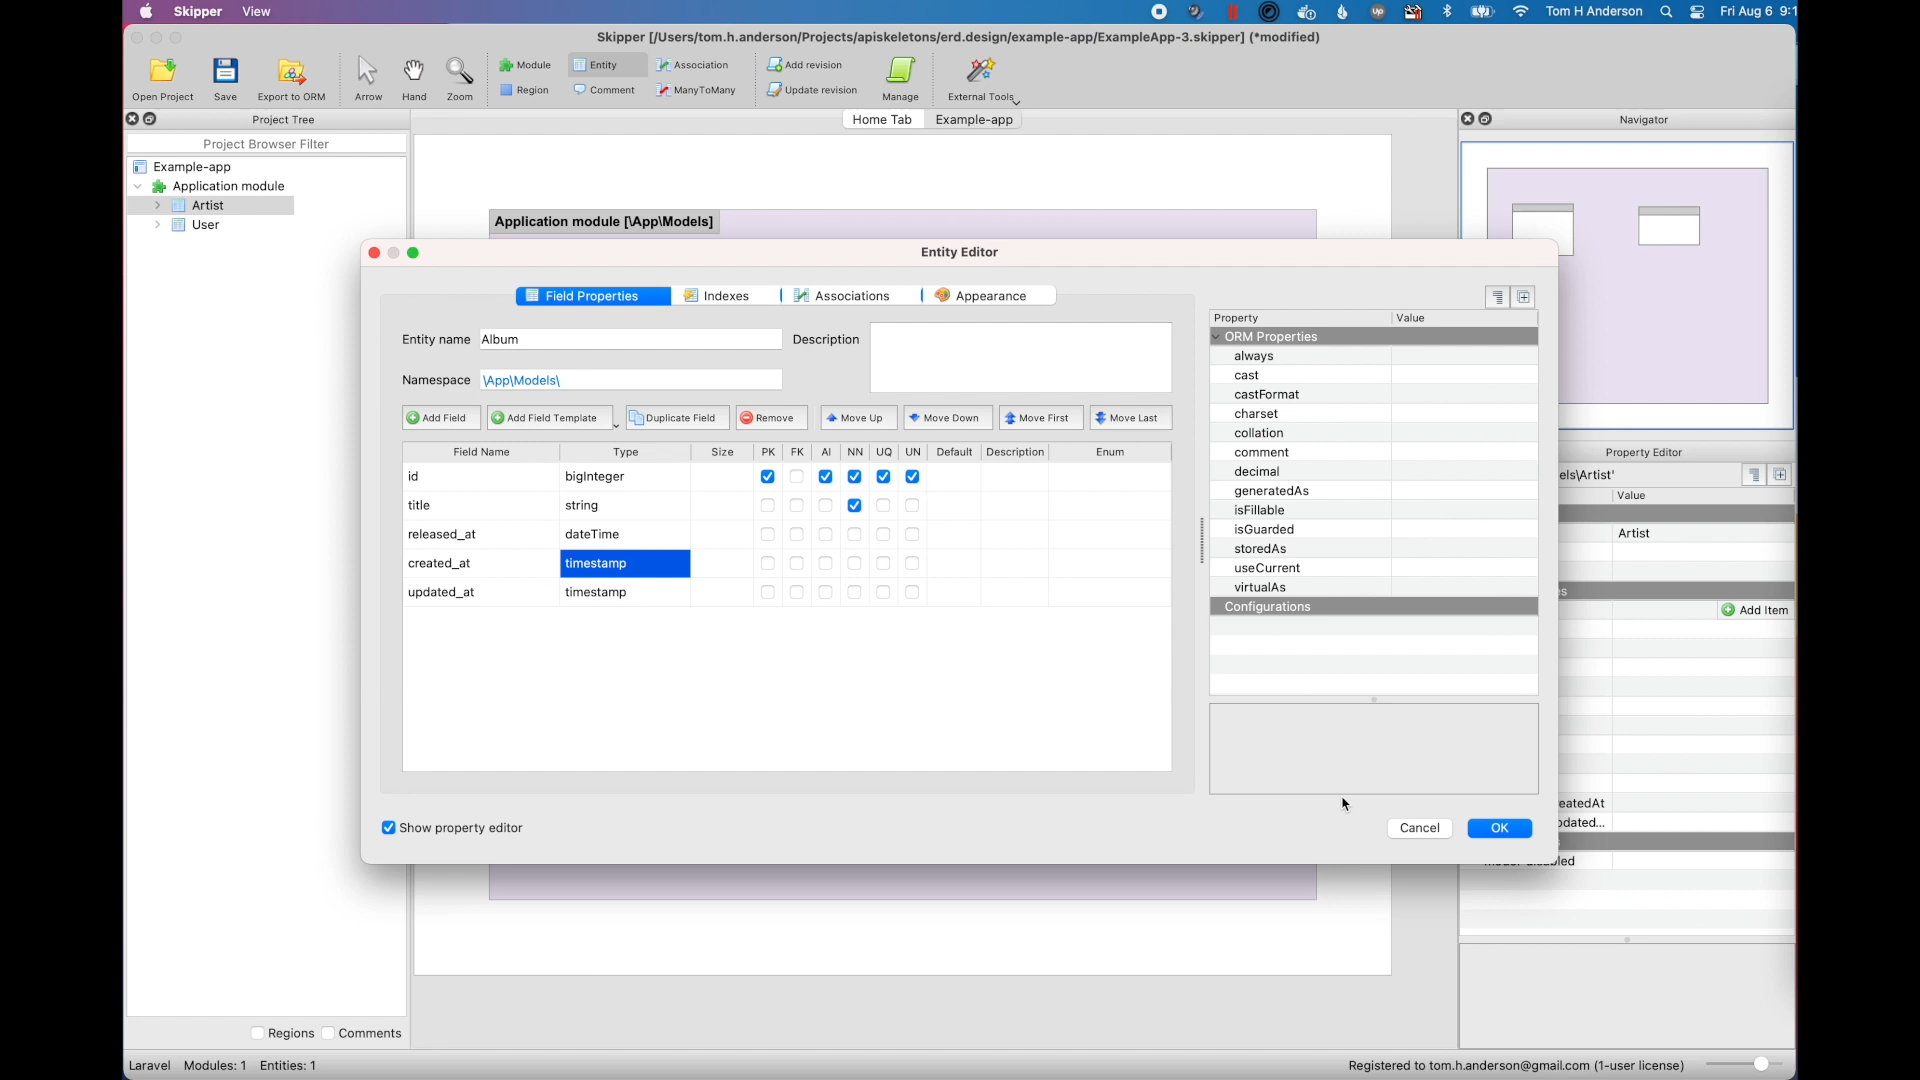 Skipper View
Up Tom H Anderson Fri Aug 6 9:1
Skipper [/Users/tom.h.anderson/Projects/apiskeletons/erd.design/example-app/ExampleApp-3.skipper] (*modified)
Open Project Save Export to ORM Arrow Hand Zoom Module Entity Association Add revision Manage External Tools
Region Comment ManyToMany Update revision
Project Tree
Home Tab Example-app
Navigator
Project Browser Filter
Example-app
Application module
Artist
User
Application module [\App\Models]
Entity Editor
Field Properties Indexes Associations Appearance
Entity name Album Description
Namespace \App\Models\
Add Field Add Field Template Duplicate Field Remove Move Up Move Down Move First Move Last
Field Name Type Size PK FK AI NN UQ UN Default Description Enum
id bigInteger
title string
released_at dateTime
created_at timestamp
updated_at timestamp
Property Value
ORM Properties
always
cast
castFormat
charset
collation
comment
decimal
generatedAs
isFillable
isGuarded
storedAs
useCurrent
virtualAs
Configurations
Show property editor
Cancel OK
Property Editor
els\Artist'
Value
Artist
es
Add Item
eatedAt
pdated...
Regions Comments
Laravel Modules: 1 Entities: 1
Registered to tom.h.anderson@gmail.com (1-user license)